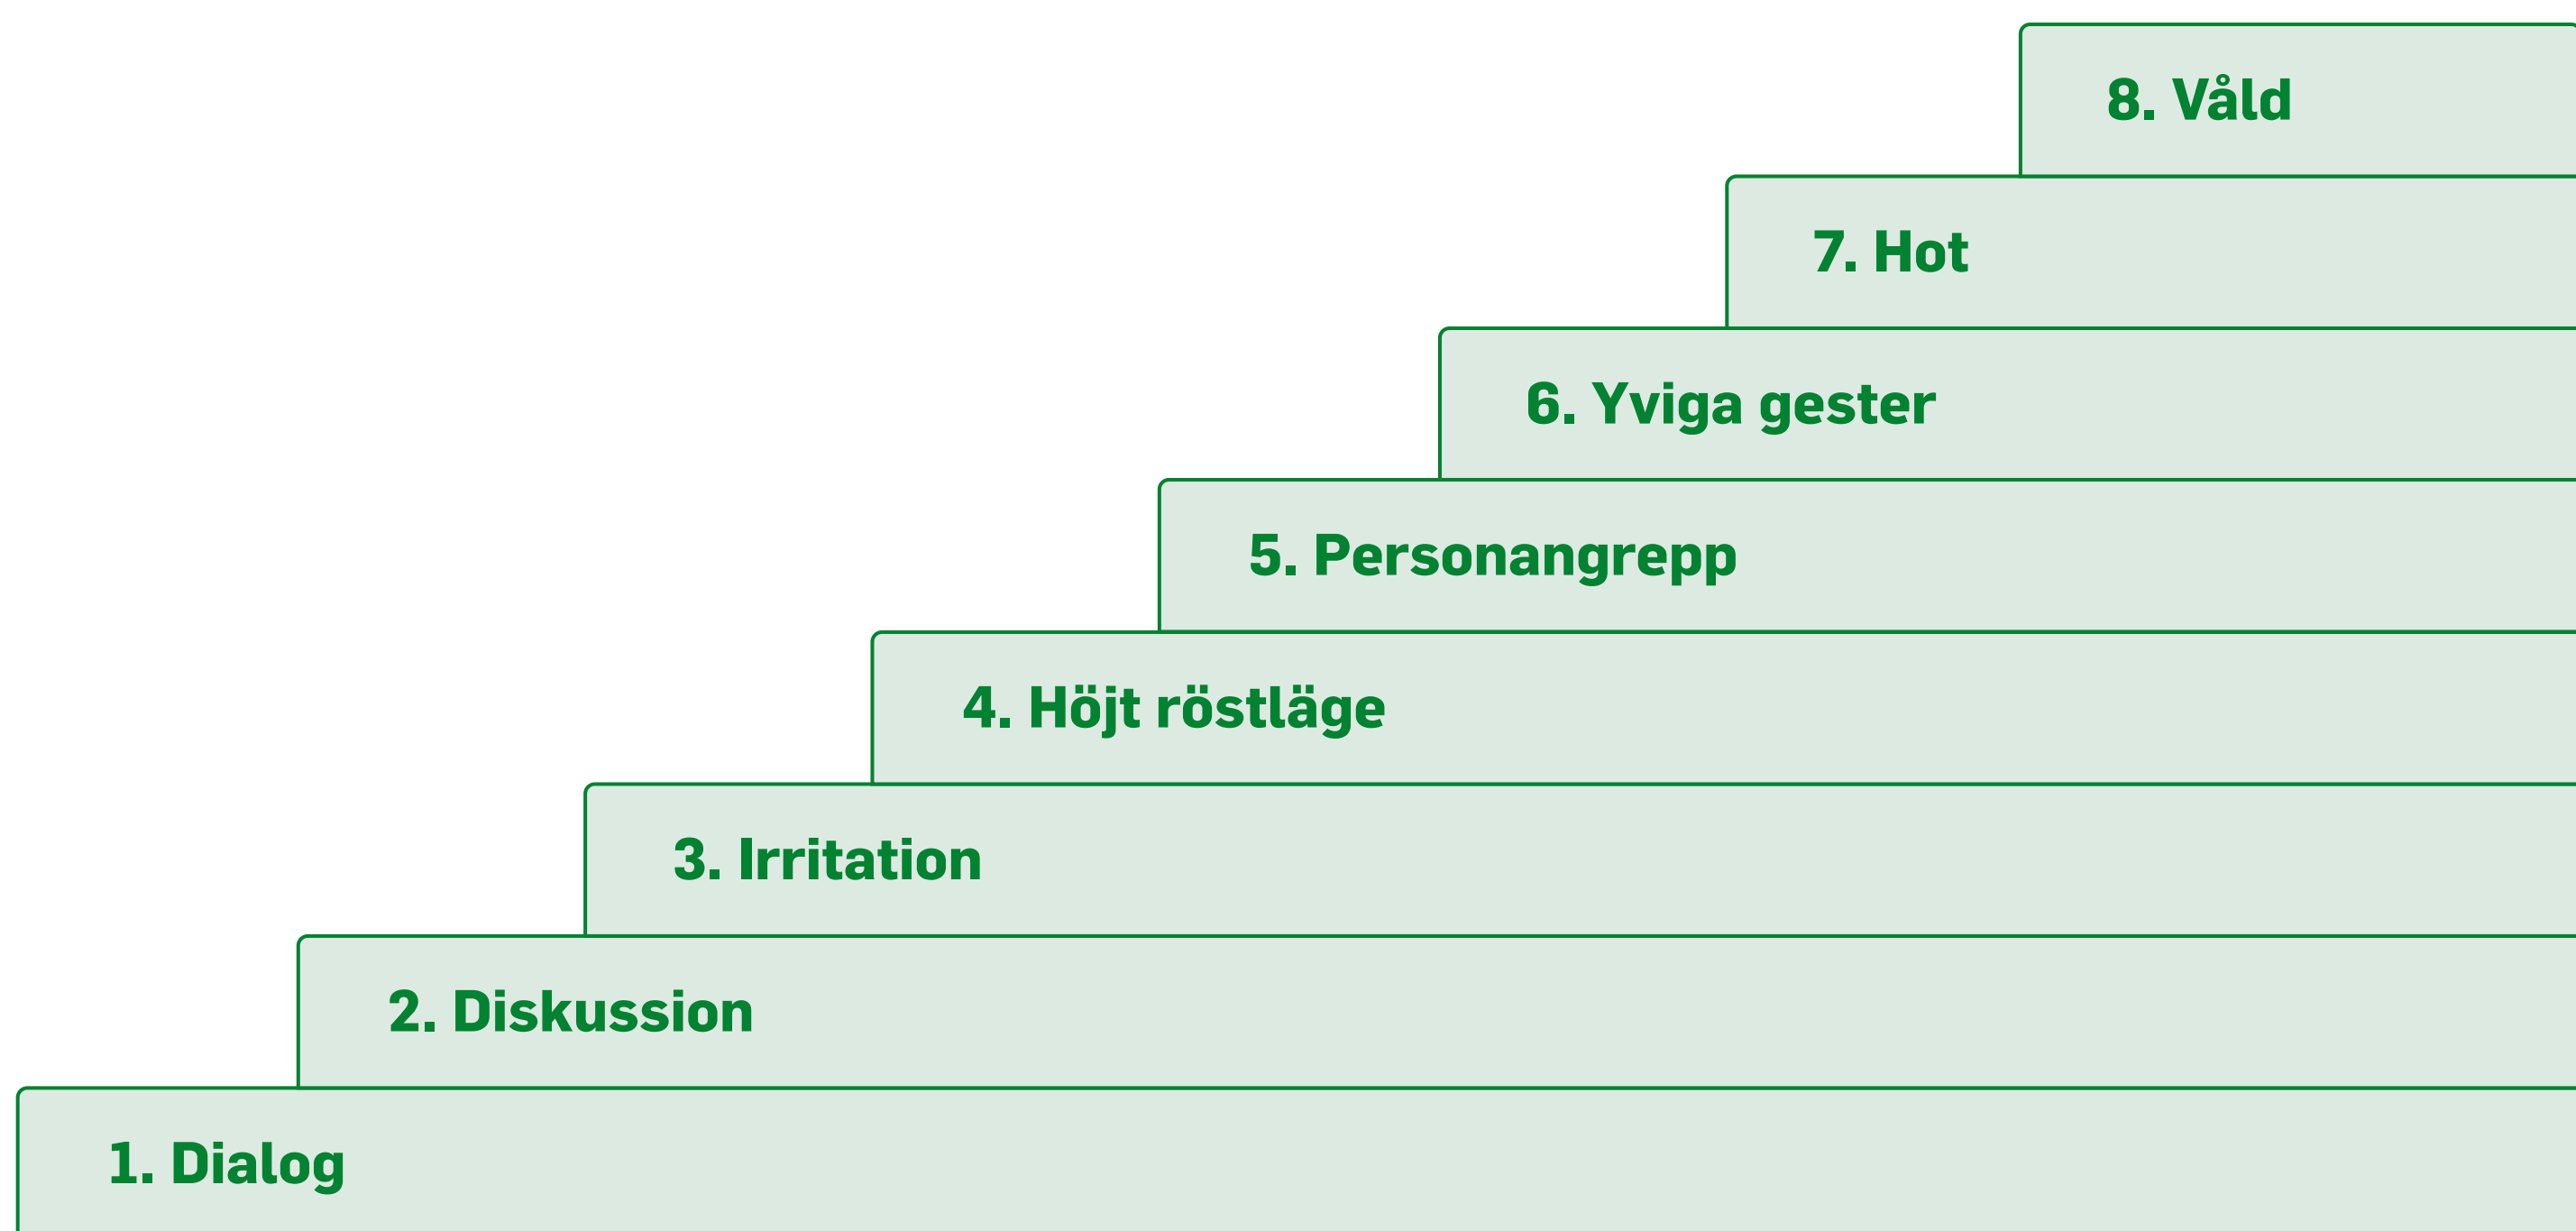 8. Våld
7. Hot
6. Yviga gester
5. Personangrepp
4. Höjt röstläge
3. Irritation
2. Diskussion
1. Dialog